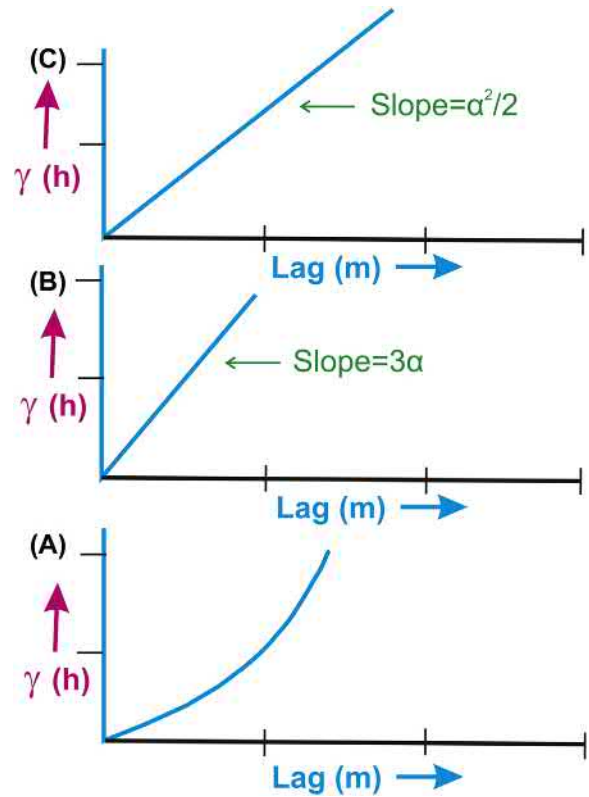 (C)
Slope=α²/2
γ (h)
Lag (m)
(B)
Slope=3α
γ (h)
Lag (m)
(A)
γ (h)
Lag (m)